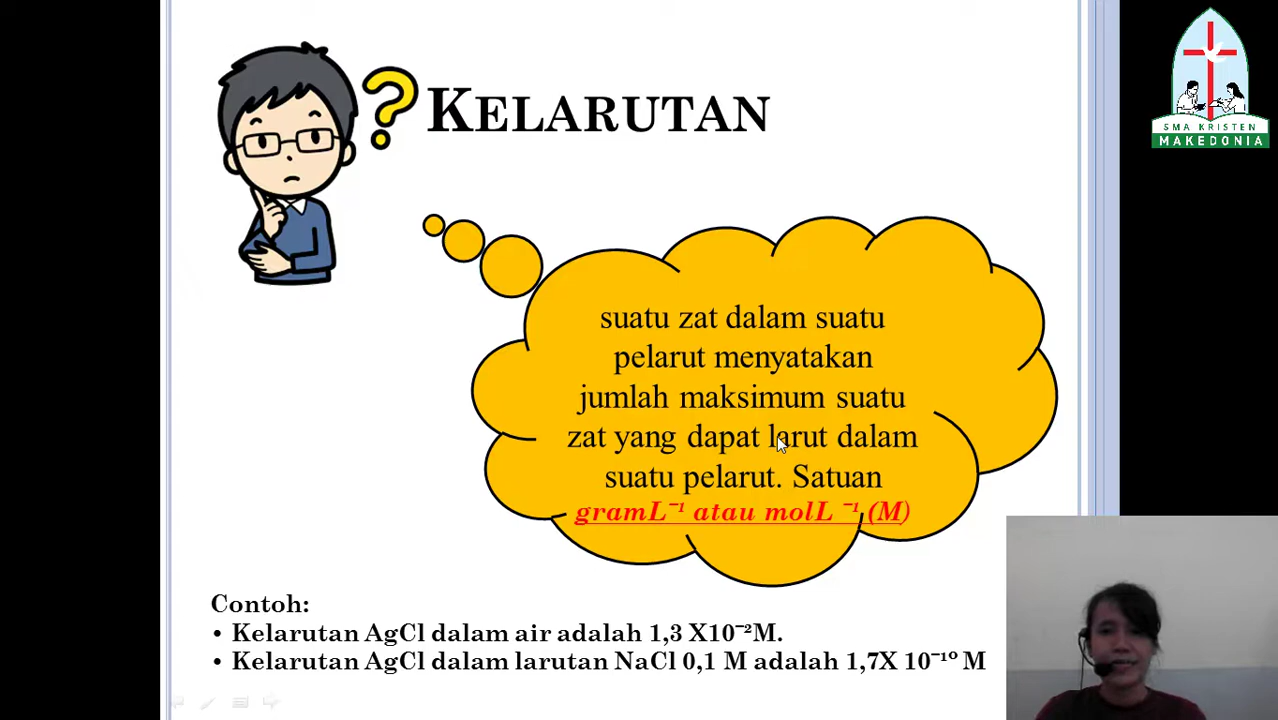 ?
KELARUTAN
SMA KRISTEN
MAKEDONIA
suatu zat dalam suatu
pelarut menyatakan
jumlah maksimum suatu
zat yang dapat larut dalam
suatu pelarut. Satuan
gramL⁻¹ atau molL ⁻¹ (M)
Contoh:
• Kelarutan AgCl dalam air adalah 1,3 X10⁻²M.
• Kelarutan AgCl dalam larutan NaCl 0,1 M adalah 1,7X 10⁻¹⁰ M